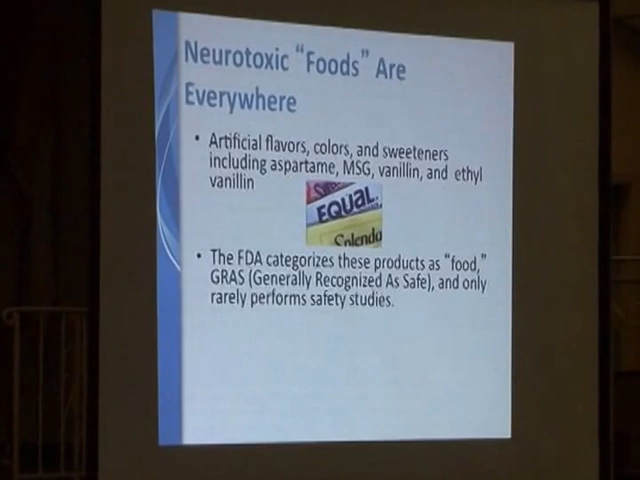 Neurotoxic “Foods” Are
Everywhere
• Artificial flavors, colors, and sweeteners
including aspartame, MSG, vanillin, and ethyl
vanillin
EQUAL
Splenda
• The FDA categorizes these products as “food,”
GRAS (Generally Recognized As Safe), and only
rarely performs safety studies.